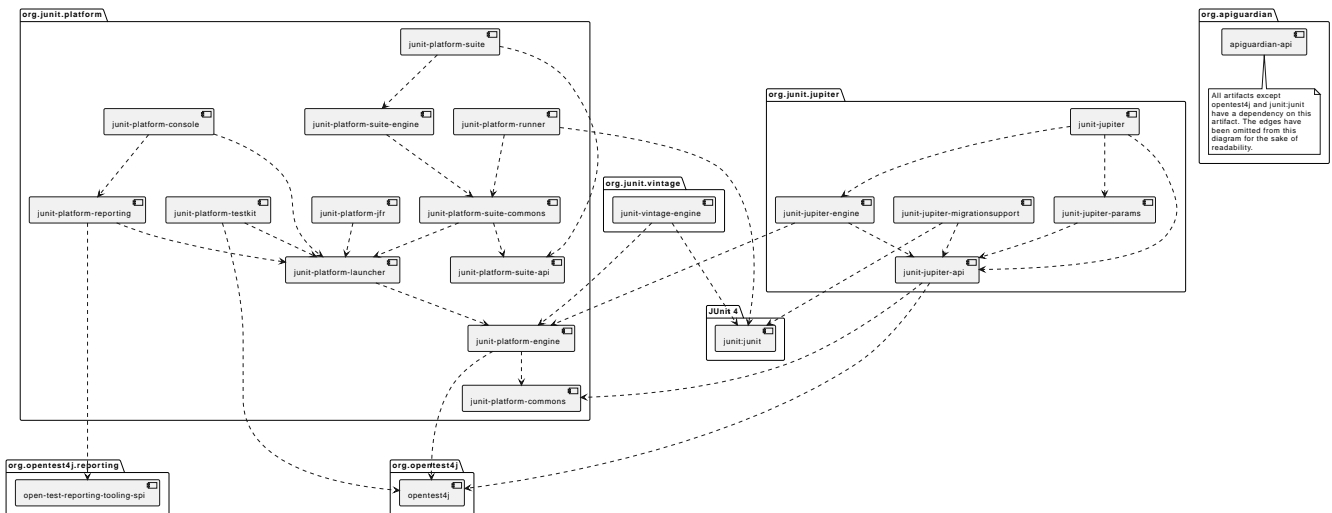 org.junit.platform
org.apiguardian
junit-platform-suite
apiguardian-api
org.junit.jupiter
All artifacts except
opentest4j and junit:junit
have a dependency on this
artifact. The edges have
been omitted from this
diagram for the sake of
readability.
junit-platform-console
junit-platform-suite-engine
junit-platform-runner
junit-jupiter
org.junit.vintage
junit-platform-reporting
junit-platform-testkit
junit-platform-jfr
junit-platform-suite-commons
junit-vintage-engine
junit-jupiter-engine
junit-jupiter-migrationsupport
junit-jupiter-params
junit-platform-launcher
junit-platform-suite-api
junit-jupiter-api
JUnit 4
junit-platform-engine
junit:junit
junit-platform-commons
org.opentest4j.reporting
org.opentest4j
open-test-reporting-tooling-spi
opentest4j